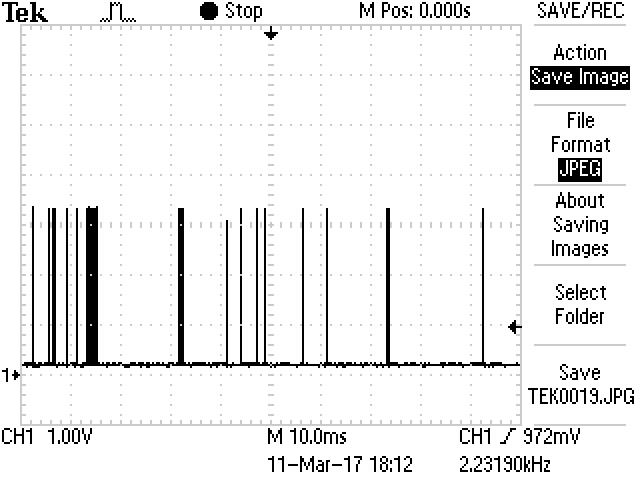 Tek Stop M Pos: 0.000s SAVE/REC
Action
Save Image
File
Format
JPEG
About
Saving
Images
Select
Folder
Save
TEK0019.JPG
1
CH1 1.00V M 10.0ms CH1 972mV
11-Mar-17 18:12 2.23190kHz